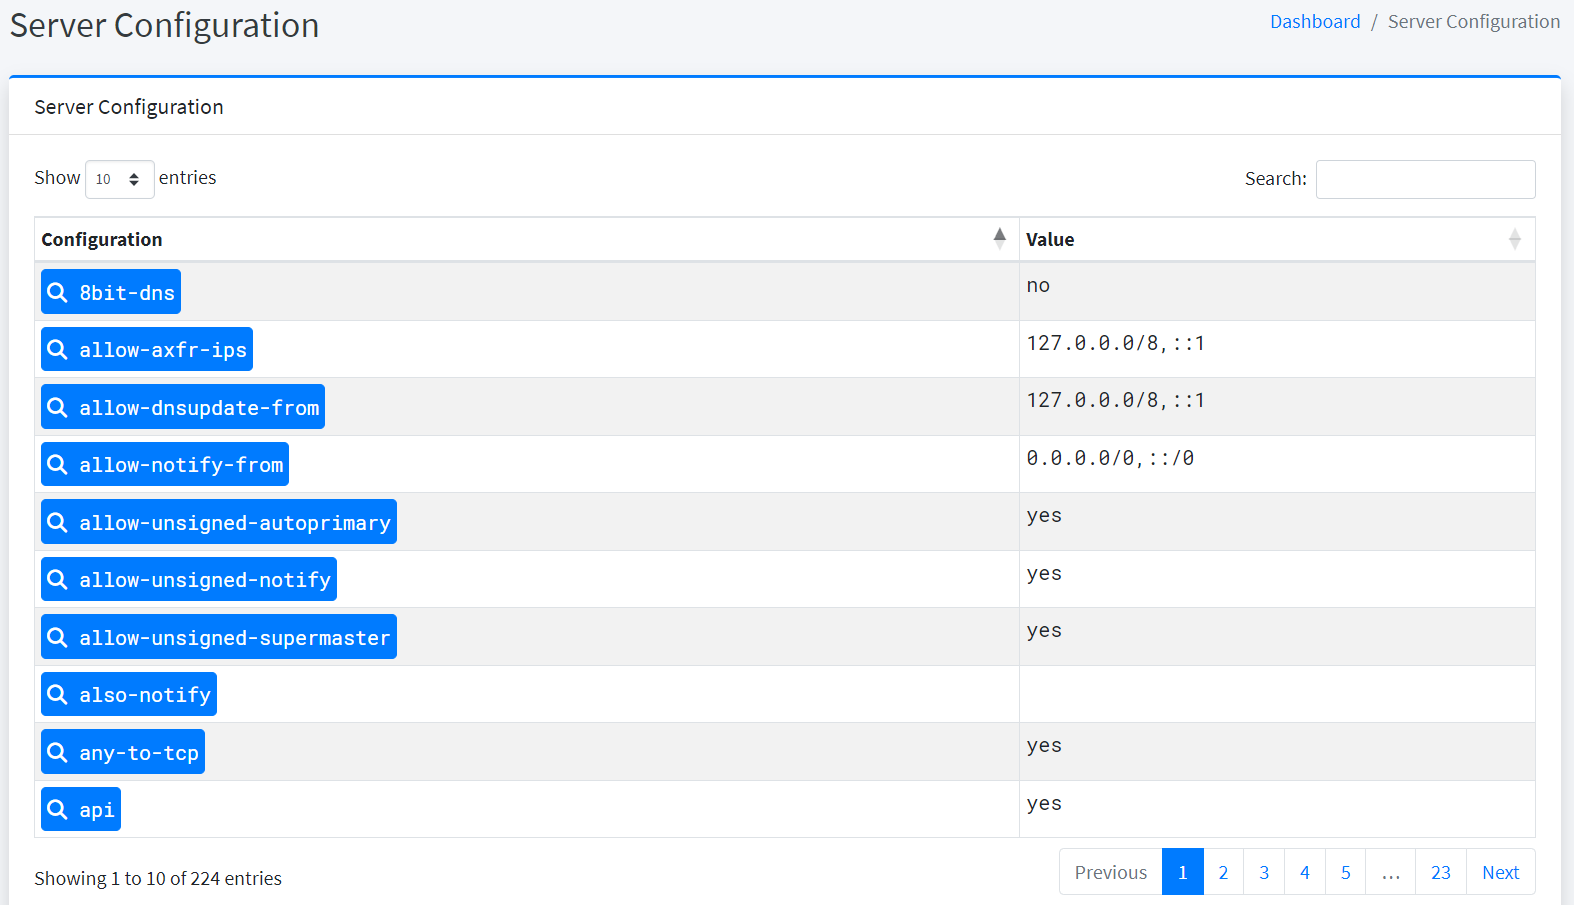 Server Configuration
Dashboard / Server Configuration
Server Configuration
Show 10 entries
Search:
Configuration Value
8bit-dns no
allow-axfr-ips 127.0.0.0/8,::1
allow-dnsupdate-from 127.0.0.0/8,::1
allow-notify-from 0.0.0.0/0,::/0
allow-unsigned-autoprimary yes
allow-unsigned-notify yes
allow-unsigned-supermaster yes
also-notify
any-to-tcp yes
api yes
Showing 1 to 10 of 224 entries
Previous 1 2 3 4 5 ... 23 Next